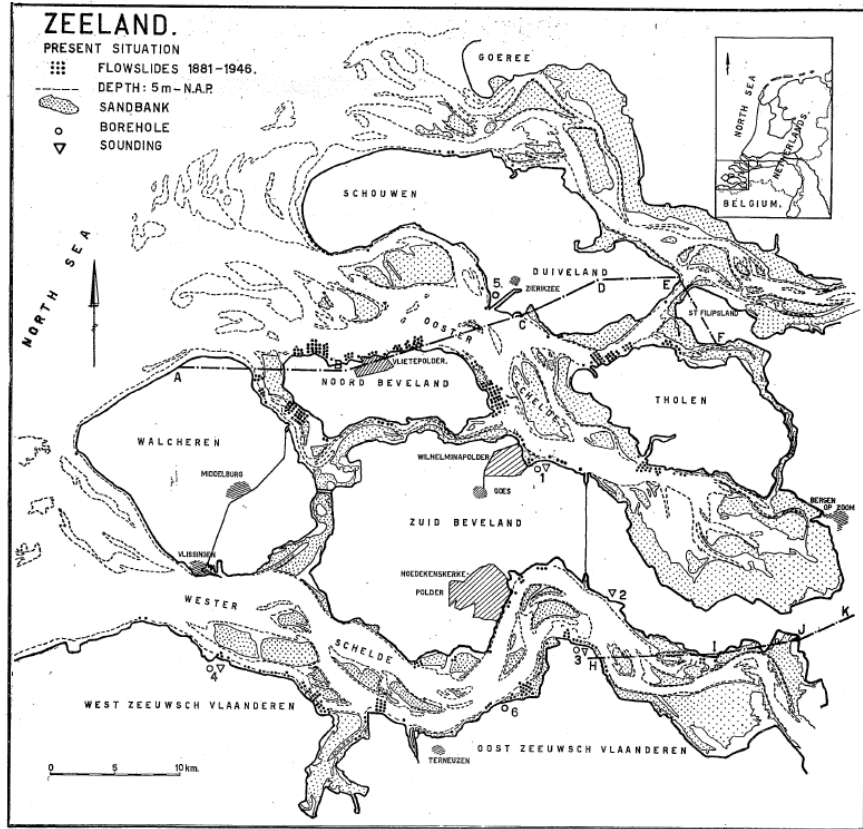 ZEELAND.
PRESENT SITUATION
FLOWSLIDES 1881-1946.
DEPTH: 5 m-N.A.P.
SANDBANK
BOREHOLE
SOUNDING
GOEREE
NORTH SEA
NETHERLANDS.
BELGIUM.
SCHOUWEN
NORTH SEA
DUIVELAND
5.
ZIERIKZEE
D
E
C
ST FILIPSLAND
F
OOSTER
SCHELDE
A
B
VLIETEPOLDER.
NOORD BEVELAND
THOLEN
WALCHEREN
WILHELMINAPOLDER
1
MIDDELBURG
GOES
BERGEN
OP ZOOM
ZUID BEVELAND
VLISSINGEN
HOEDEKENSKERKE-
POLDER
2
WESTER
SCHELDE
K
J
I
H
3
4
6
WEST ZEEUWSCH VLAANDEREN
OOST ZEEUWSCH VLAANDEREN
TERNEUZEN
0 5 10 km.